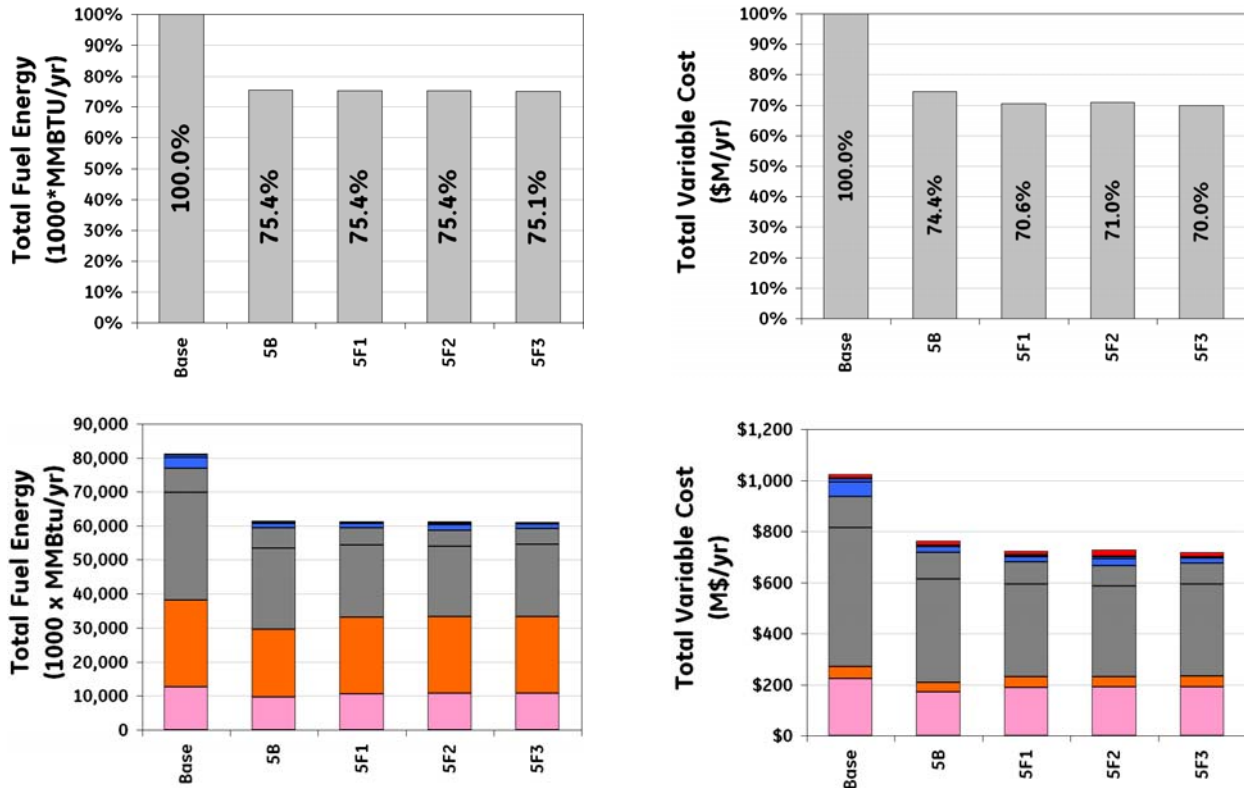 Total Fuel Energy
(1000*MMBTU/yr)
100%
90%
80%
70%
60%
50%
40%
30%
20%
10%
0%
100.0%
75.4%
75.4%
75.4%
75.1%
Base
5B
5F1
5F2
5F3
Total Variable Cost
($M/yr)
100%
90%
80%
70%
60%
50%
40%
30%
20%
10%
0%
100.0%
74.4%
70.6%
71.0%
70.0%
Base
5B
5F1
5F2
5F3
Total Fuel Energy
(1000 x MMBtu/yr)
90,000
80,000
70,000
60,000
50,000
40,000
30,000
20,000
10,000
0
Base
5B
5F1
5F2
5F3
Total Variable Cost
(M$/yr)
$1,200
$1,000
$800
$600
$400
$200
$0
Base
5B
5F1
5F2
5F3